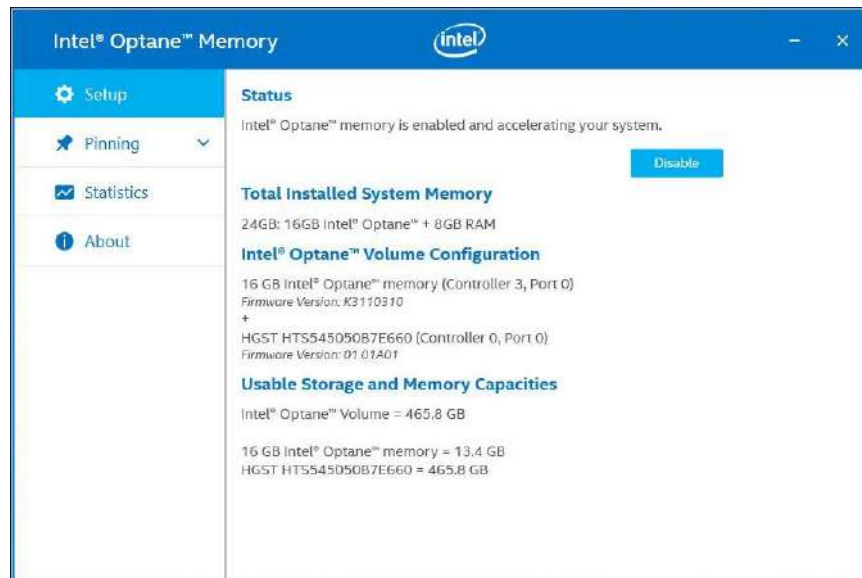 Intel® Optane™ Memory
intel
Setup
Pinning
Statistics
About
Status
Intel® Optane™ memory is enabled and accelerating your system.
Disable
Total Installed System Memory
24GB: 16GB Intel® Optane™ + 8GB RAM
Intel® Optane™ Volume Configuration
16 GB Intel® Optane™ memory (Controller 3, Port 0)
Firmware Version: K3110310
+
HGST HTS545050B7E660 (Controller 0, Port 0)
Firmware Version: 01.01A01
Usable Storage and Memory Capacities
Intel® Optane™ Volume = 465.8 GB
16 GB Intel® Optane™ memory = 13.4 GB
HGST HTS545050B7E660 = 465.8 GB